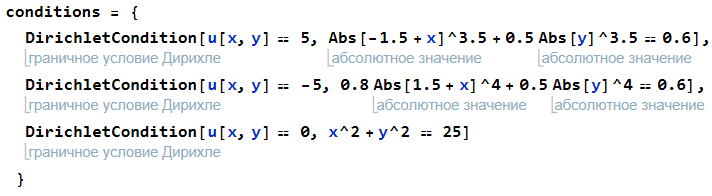 conditions = {
DirichletCondition[u[x, y] == 5, Abs[-1.5 + x]^3.5 + 0.5 Abs[y]^3.5 == 0.6],
граничное условие Дирихле абсолютное значение абсолютное значение
DirichletCondition[u[x, y] == -5, 0.8 Abs[1.5 + x]^4 + 0.5 Abs[y]^4 == 0.6],
граничное условие Дирихле абсолютное значение абсолютное значение
DirichletCondition[u[x, y] == 0, x^2 + y^2 == 25]
граничное условие Дирихле
}